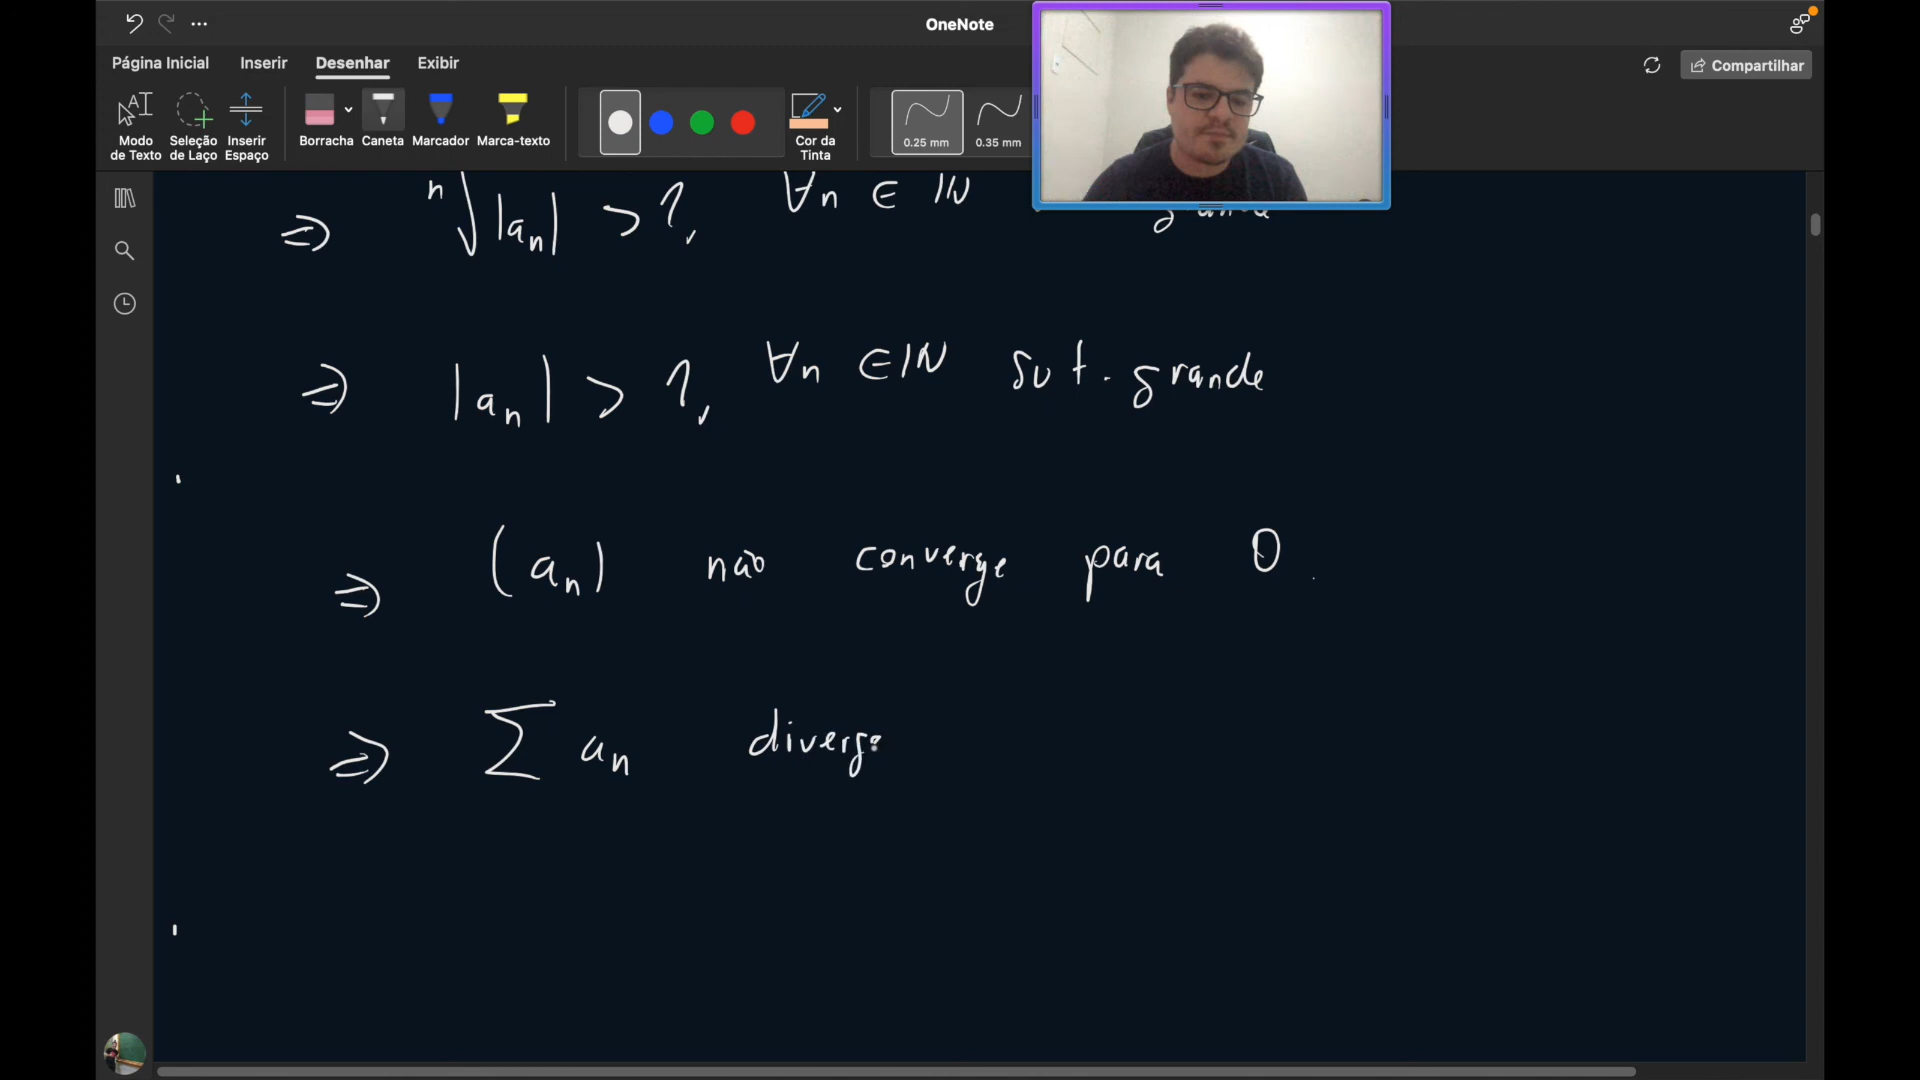 OneNote
Página Inicial Inserir Desenhar Exibir
Compartilhar
Modo de Texto Seleção de Laço Inserir Espaço Borracha Caneta Marcador Marca-texto Cor da Tinta 0.25 mm 0.35 mm
⇒ ⁿ√|aₙ| > 1, ∀n ∈ ℕ
⇒ |aₙ| > 1, ∀n ∈ ℕ suf. grande
⇒ (aₙ) não converge para 0.
⇒ Σ aₙ diverge